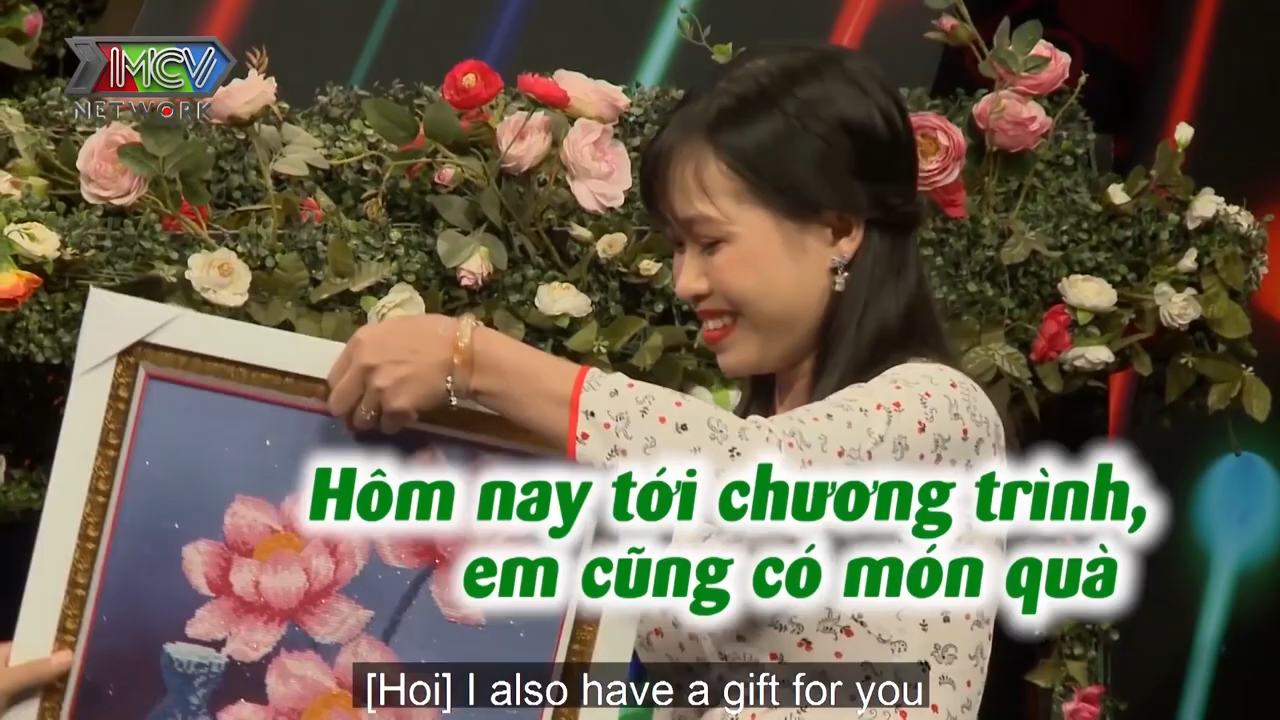 MCV
NETWORK
Hôm nay tới chương trình,
em cũng có món quà
[Hoi] I also have a gift for you